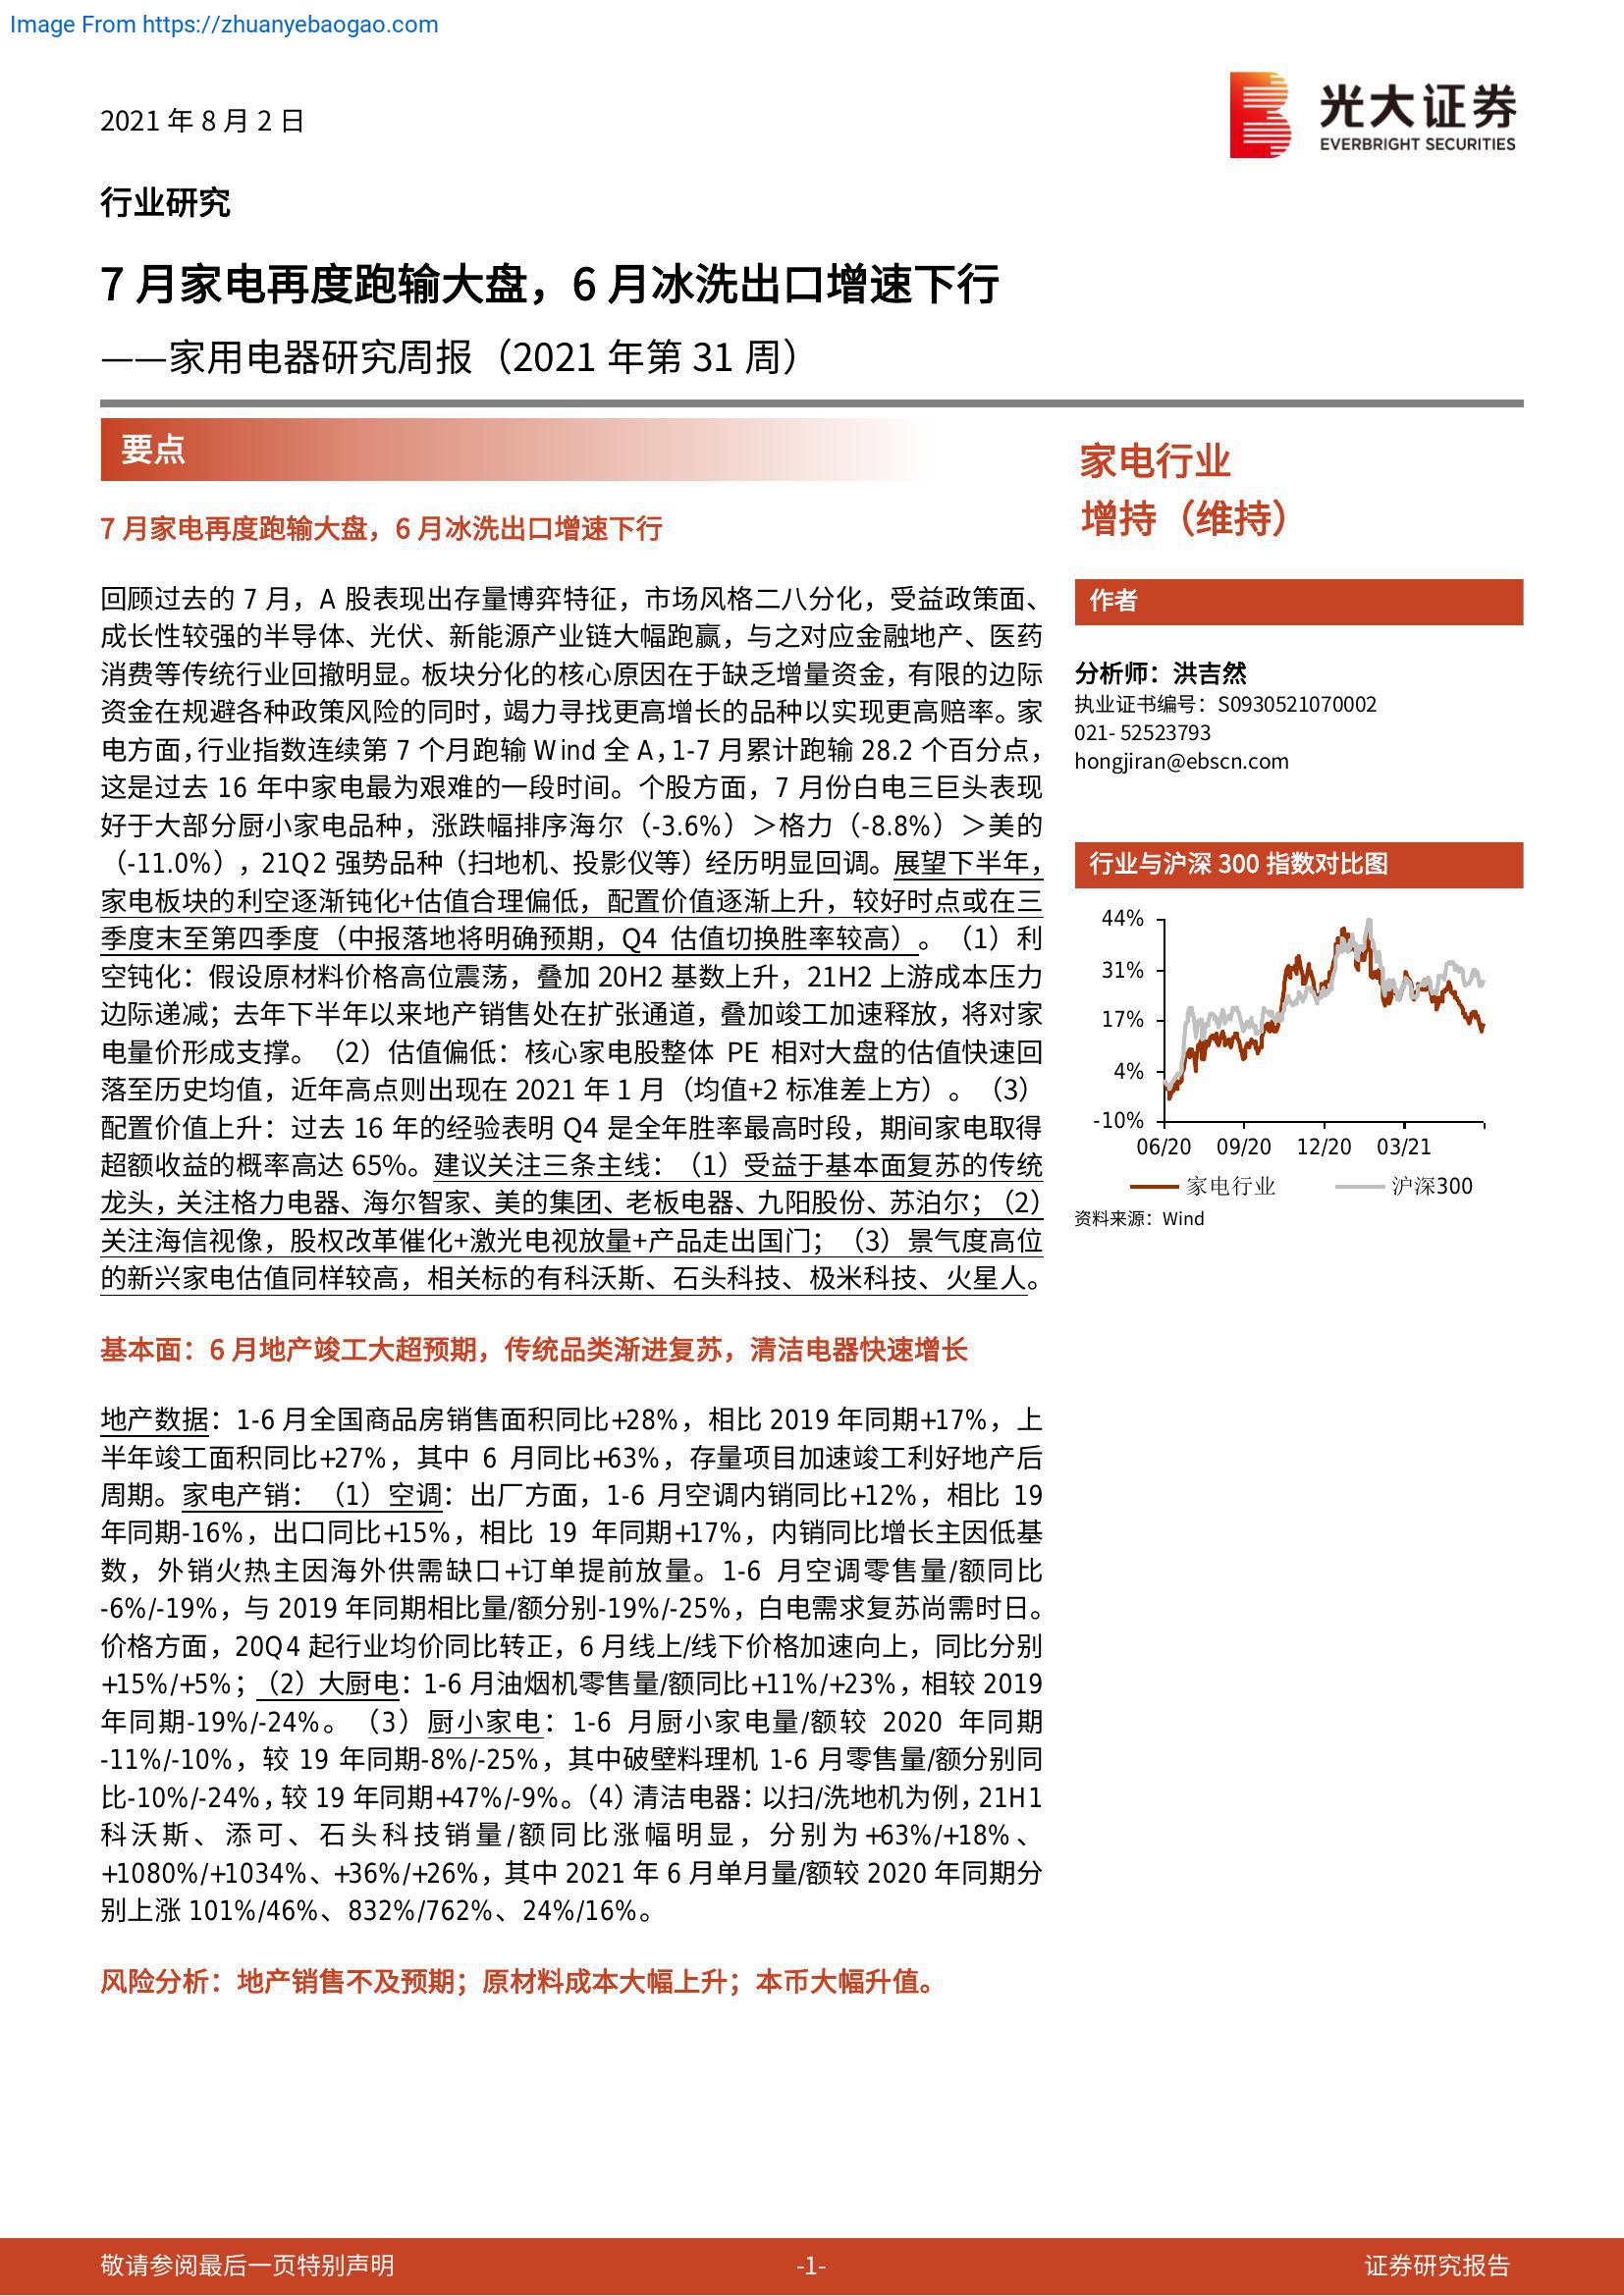 Image From https://zhuanyebaogao.com
2021 年 8 月 2 日
光大证券
EVERBRIGHT SECURITIES
行业研究
7 月家电再度跑输大盘，6 月冰洗出口增速下行
——家用电器研究周报（2021 年第 31 周）
要点
7 月家电再度跑输大盘，6 月冰洗出口增速下行
回顾过去的 7 月，A 股表现出存量博弈特征，市场风格二八分化，受益政策面、
成长性较强的半导体、光伏、新能源产业链大幅跑赢，与之对应金融地产、医药
消费等传统行业回撤明显。板块分化的核心原因在于缺乏增量资金，有限的边际
资金在规避各种政策风险的同时，竭力寻找更高增长的品种以实现更高赔率。家
电方面，行业指数连续第 7 个月跑输 Wind 全 A，1-7 月累计跑输 28.2 个百分点，
这是过去 16 年中家电最为艰难的一段时间。个股方面，7 月份白电三巨头表现
好于大部分厨小家电品种，涨跌幅排序海尔（-3.6%）＞格力（-8.8%）＞美的
（-11.0%），21Q2 强势品种（扫地机、投影仪等）经历明显回调。展望下半年，
家电板块的利空逐渐钝化+估值合理偏低，配置价值逐渐上升，较好时点或在三
季度末至第四季度（中报落地将明确预期，Q4 估值切换胜率较高）。（1）利
空钝化：假设原材料价格高位震荡，叠加 20H2 基数上升，21H2 上游成本压力
边际递减；去年下半年以来地产销售处在扩张通道，叠加竣工加速释放，将对家
电量价形成支撑。（2）估值偏低：核心家电股整体 PE 相对大盘的估值快速回
落至历史均值，近年高点则出现在 2021 年 1 月（均值+2 标准差上方）。（3）
配置价值上升：过去 16 年的经验表明 Q4 是全年胜率最高时段，期间家电取得
超额收益的概率高达 65%。建议关注三条主线：（1）受益于基本面复苏的传统
龙头，关注格力电器、海尔智家、美的集团、老板电器、九阳股份、苏泊尔；（2）
关注海信视像，股权改革催化+激光电视放量+产品走出国门；（3）景气度高位
的新兴家电估值同样较高，相关标的有科沃斯、石头科技、极米科技、火星人。
基本面：6 月地产竣工大超预期，传统品类渐进复苏，清洁电器快速增长
地产数据：1-6 月全国商品房销售面积同比+28%，相比 2019 年同期+17%，上
半年竣工面积同比+27%，其中 6 月同比+63%，存量项目加速竣工利好地产后
周期。家电产销：（1）空调：出厂方面，1-6 月空调内销同比+12%，相比 19
年同期-16%，出口同比+15%，相比 19 年同期+17%，内销同比增长主因低基
数，外销火热主因海外供需缺口+订单提前放量。1-6 月空调零售量/额同比
-6%/-19%，与 2019 年同期相比量/额分别-19%/-25%，白电需求复苏尚需时日。
价格方面，20Q4 起行业均价同比转正，6 月线上/线下价格加速向上，同比分别
+15%/+5%；（2）大厨电：1-6 月油烟机零售量/额同比+11%/+23%，相较 2019
年同期-19%/-24%。（3）厨小家电：1-6 月厨小家电量/额较 2020 年同期
-11%/-10%，较 19 年同期-8%/-25%，其中破壁料理机 1-6 月零售量/额分别同
比-10%/-24%，较 19 年同期+47%/-9%。（4）清洁电器：以扫/洗地机为例，21H1
科沃斯、添可、石头科技销量/额同比涨幅明显，分别为+63%/+18%、
+1080%/+1034%、+36%/+26%，其中 2021 年 6 月单月量/额较 2020 年同期分
别上涨 101%/46%、832%/762%、24%/16%。
风险分析：地产销售不及预期；原材料成本大幅上升；本币大幅升值。
家电行业
增持（维持）
作者
分析师：洪吉然
执业证书编号：S0930521070002
021- 52523793
hongjiran@ebscn.com
行业与沪深 300 指数对比图
44%
31%
17%
4%
-10%
06/20 09/20 12/20 03/21
家电行业 沪深300
资料来源：Wind
敬请参阅最后一页特别声明 -1- 证券研究报告